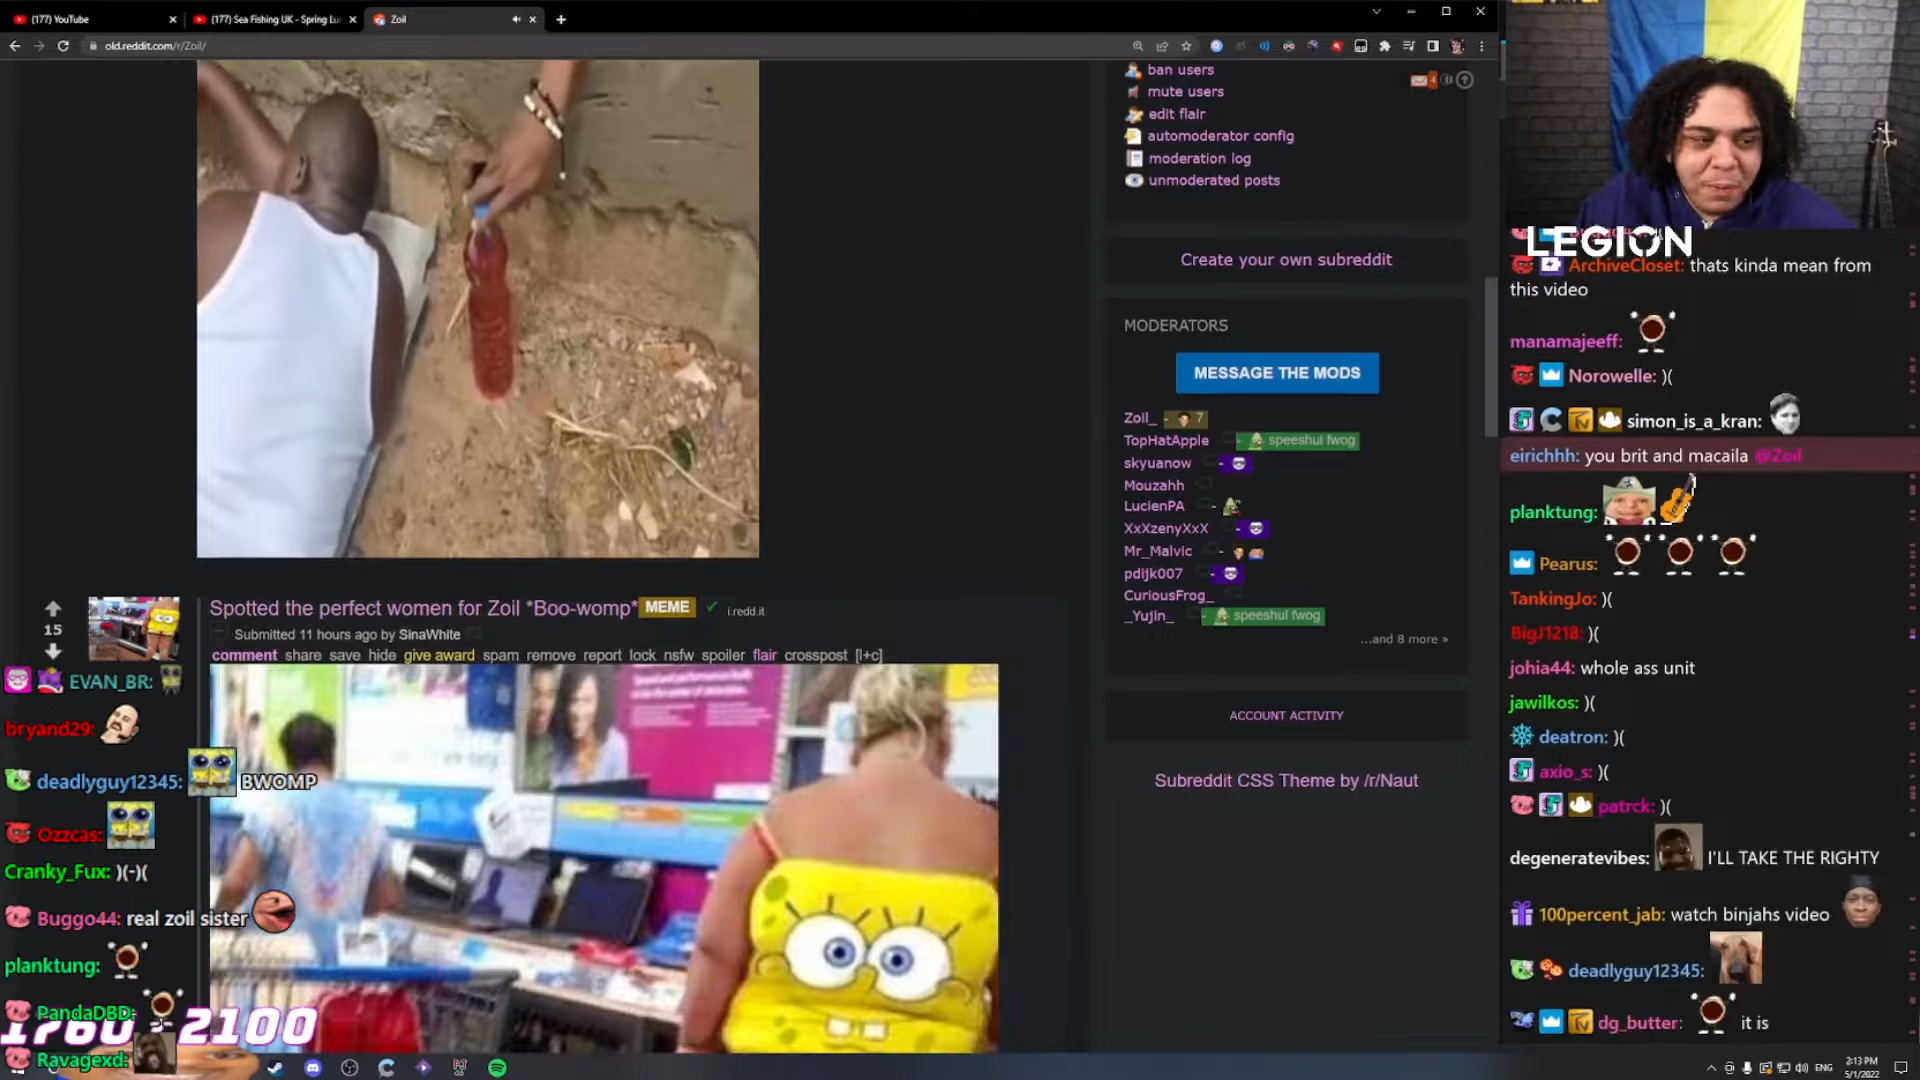 (177) YouTube
(177) Sea Fishing UK - Spring Lu
Zoil
old.reddit.com/r/Zoil/
ban users
mute users
edit flair
automoderator config
moderation log
unmoderated posts
4
Create your own subreddit
MODERATORS
MESSAGE THE MODS
Zoil_ 7
TopHatApple speeshul fwog
skyuanow
Mouzahh
LucienPA
XxXzenyXxX
Mr_Malvic
pdijk007
CuriousFrog_
_Yujin_ speeshul fwog
...and 8 more »
ACCOUNT ACTIVITY
Subreddit CSS Theme by /r/Naut
15
Spotted the perfect women for Zoil *Boo-womp* MEME ✓ i.redd.it
Submitted 11 hours ago by SinaWhite
comment share save hide give award spam remove report lock nsfw spoiler flair crosspost [l+c]
EVAN_BR:
bryand29:
deadlyguy12345: BWOMP
Ozzcas:
Cranky_Fux: )(-)(
Buggo44: real zoil sister
planktung:
PandaDBD:
1760 2100
Ravagexd:
LEGION
ArchiveCloset: thats kinda mean from
this video
manamajeeff:
Norowelle: )(
simon_is_a_kran:
eirichhh: you brit and macaila @Zoil
planktung:
Pearus:
TankingJo: )(
BigJ1218: )(
johia44: whole ass unit
jawilkos: )(
deatron: )(
axio_s: )(
patrck: )(
degeneratevibes: I'LL TAKE THE RIGHTY
100percent_jab: watch binjahs video
deadlyguy12345:
dg_butter: it is
ENG
2:13 PM
5/1/2022